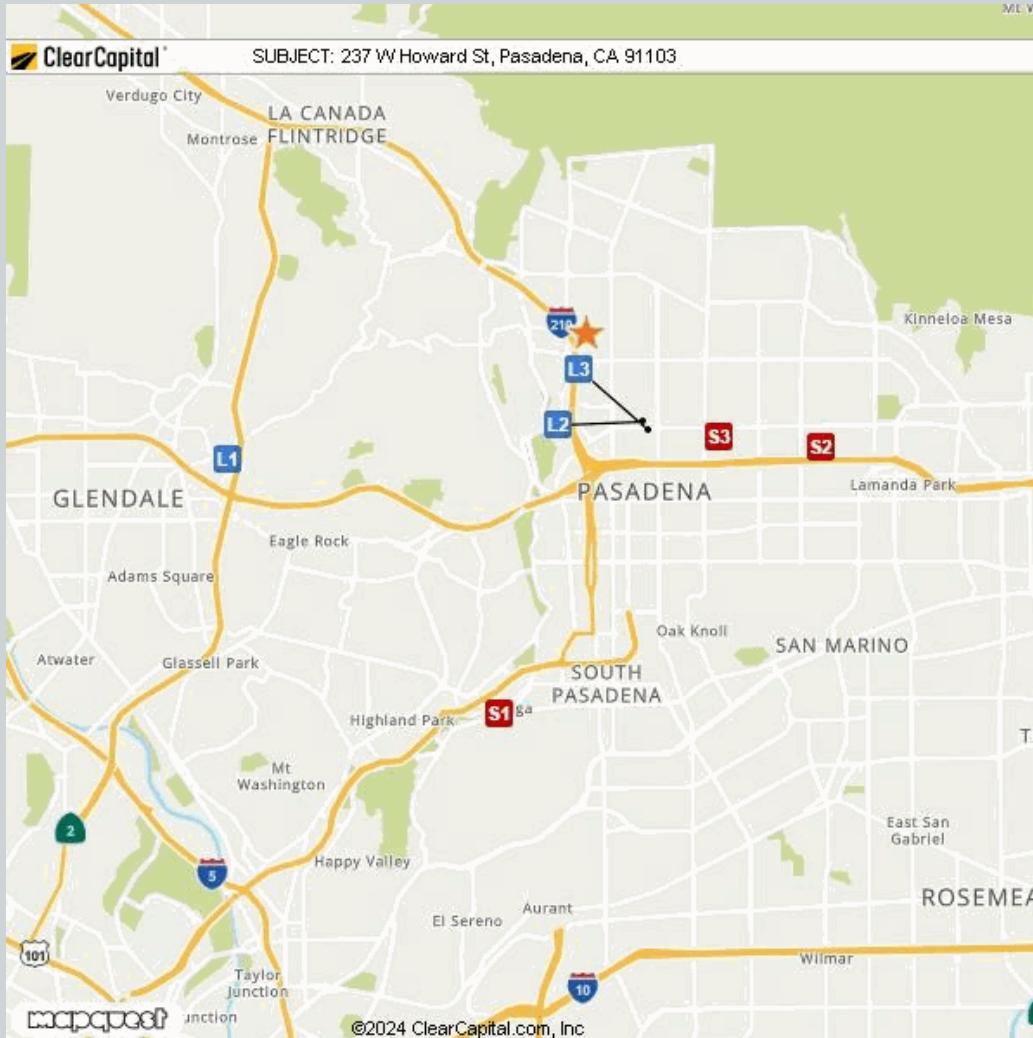 Mt W
ClearCapital
SUBJECT: 237 W Howard St, Pasadena, CA 91103
Verdugo City
LA CANADA
FLINTRIDGE
Montrose
Kinneloa Mesa
210
L3
L2
S3
S2
L1
GLENDALE
PASADENA
Lamanda Park
Eagle Rock
Adams Square
Oak Knoll
SAN MARINO
Atwater
Glassell Park
SOUTH
PASADENA
S1
ga
Highland Park
T
Mt
Washington
2
East San
Gabriel
Happy Valley
5
ROSEMEA
Aurant
El Sereno
101
Wilmar
Taylor
Junction
10
mapquest
unction
©2024 ClearCapital.com, Inc